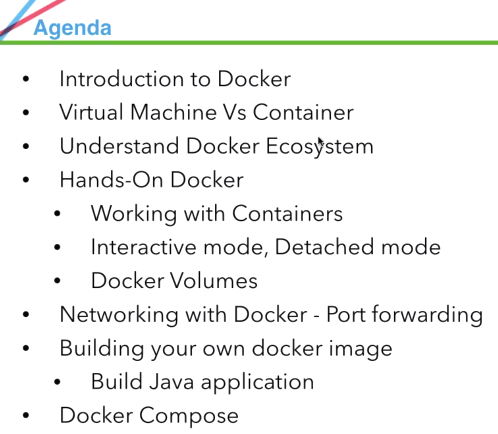 Agenda
• Introduction to Docker
• Virtual Machine Vs Container
• Understand Docker Ecosystem
• Hands-On Docker
• Working with Containers
• Interactive mode, Detached mode
• Docker Volumes
• Networking with Docker - Port forwarding
• Building your own docker image
• Build Java application
• Docker Compose